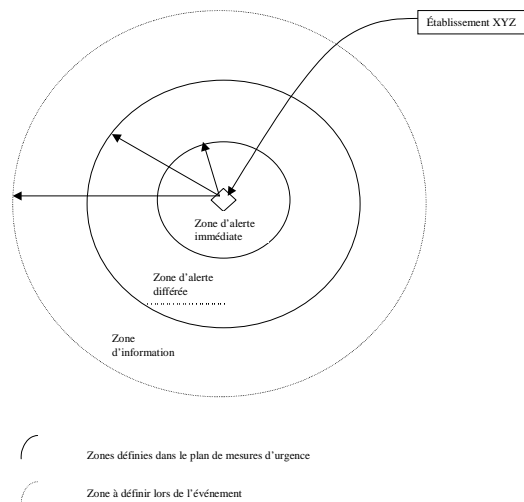 Établissement XYZ
Zone d'alerte
immédiate
Zone d'alerte
différée
Zone
d'information
Zones définies dans le plan de mesures d'urgence
Zone à définir lors de l'événement